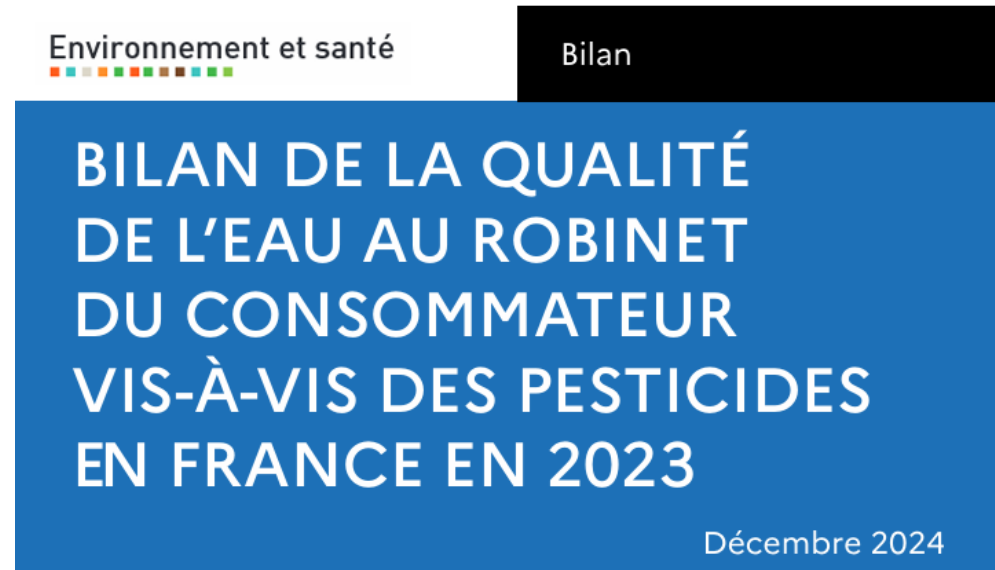 Environnement et santé
Bilan
BILAN DE LA QUALITÉ
DE L’EAU AU ROBINET
DU CONSOMMATEUR
VIS-À-VIS DES PESTICIDES
EN FRANCE EN 2023
Décembre 2024